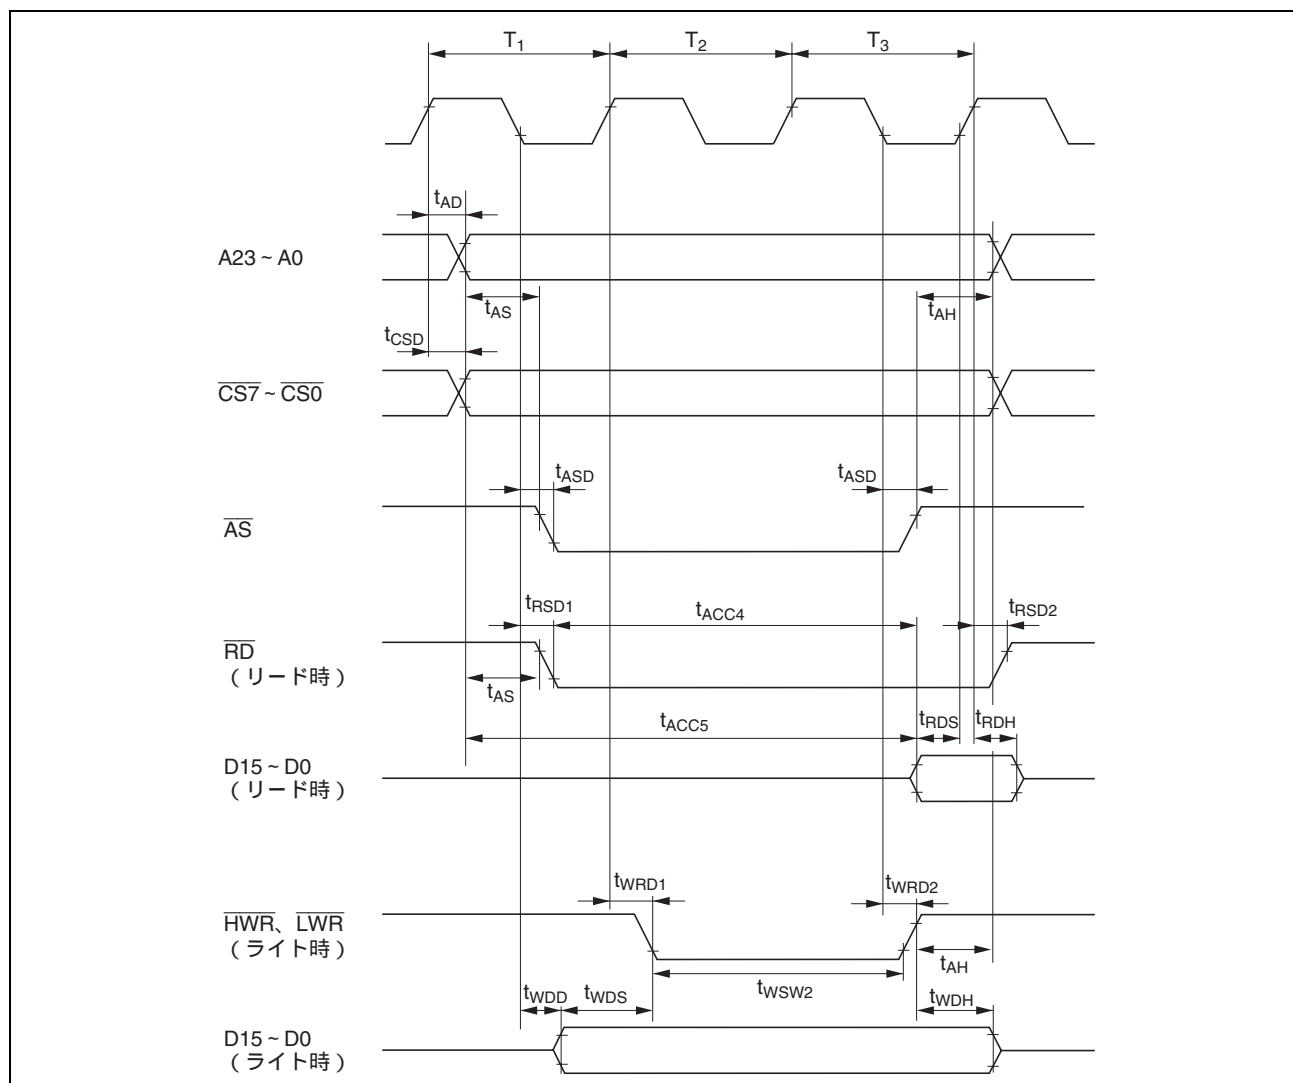 T1 T2 T3
tAD
A23 ~ A0
tAS tAH
tCSD
CS7 ~ CS0
tASD tASD
AS
tRSD1 tACC4 tRSD2
RD
（リード時）
tAS
tACC5 tRDS tRDH
D15 ~ D0
（リード時）
tWRD1 tWRD2
HWR、LWR
（ライト時）
tAH
tWDD tWDS tWSW2 tWDH
D15 ~ D0
（ライト時）